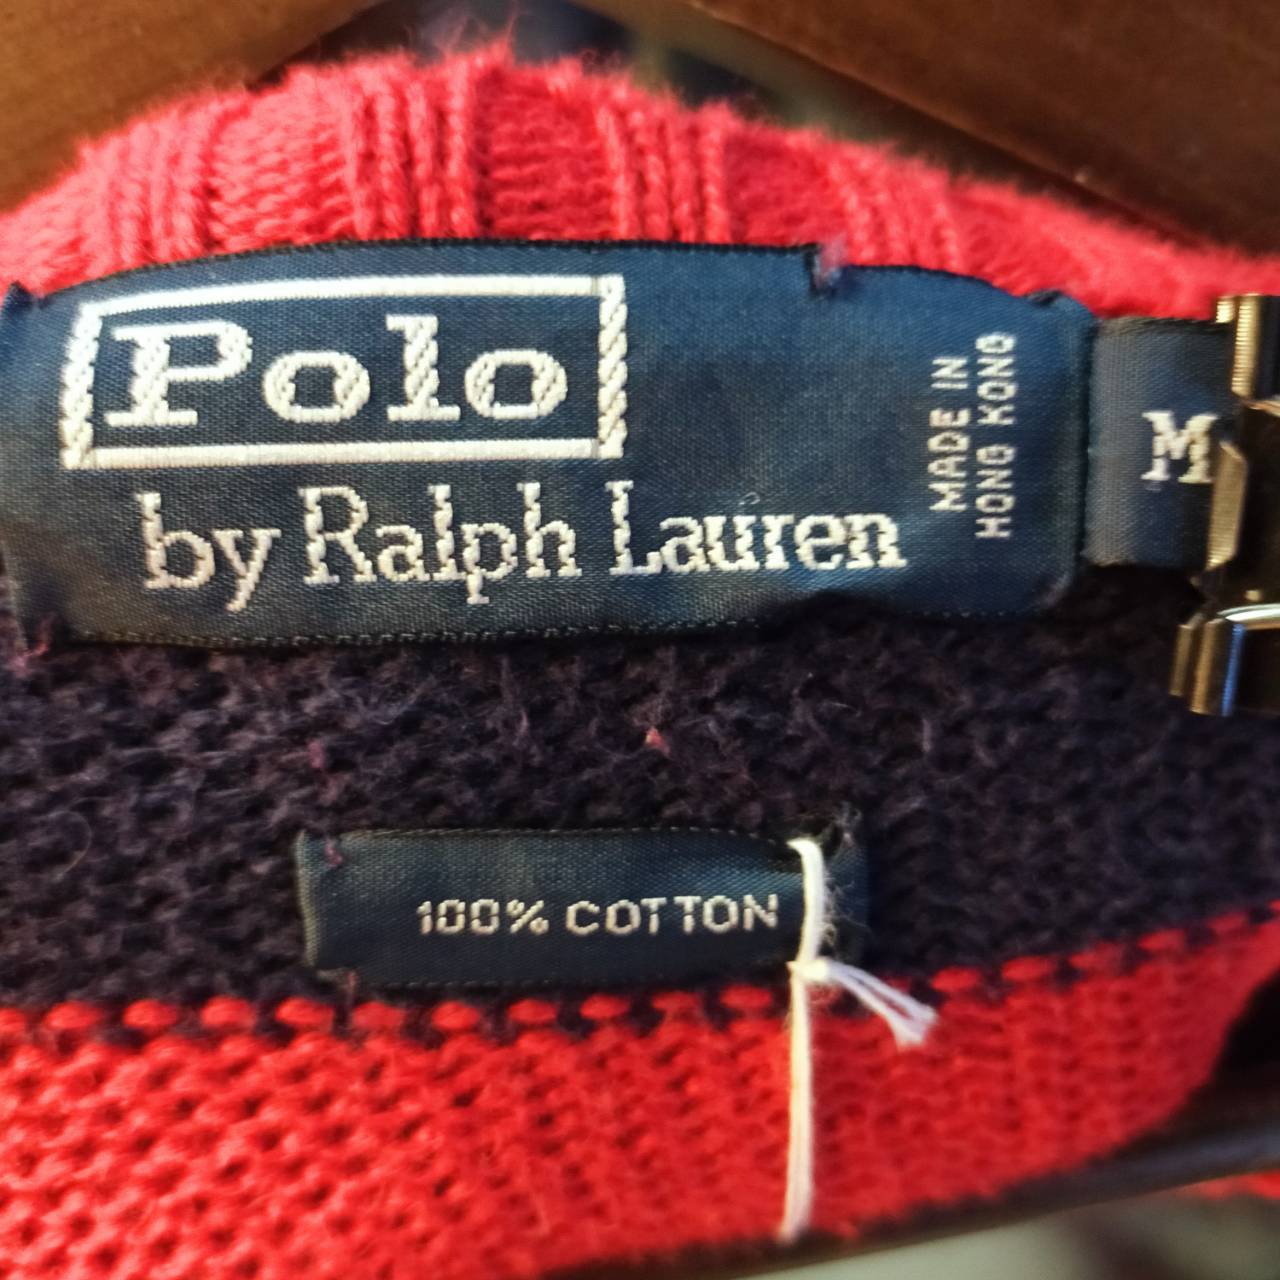 Polo
by Ralph Lauren
MADE IN
HONG KONG
M
100% COTTON